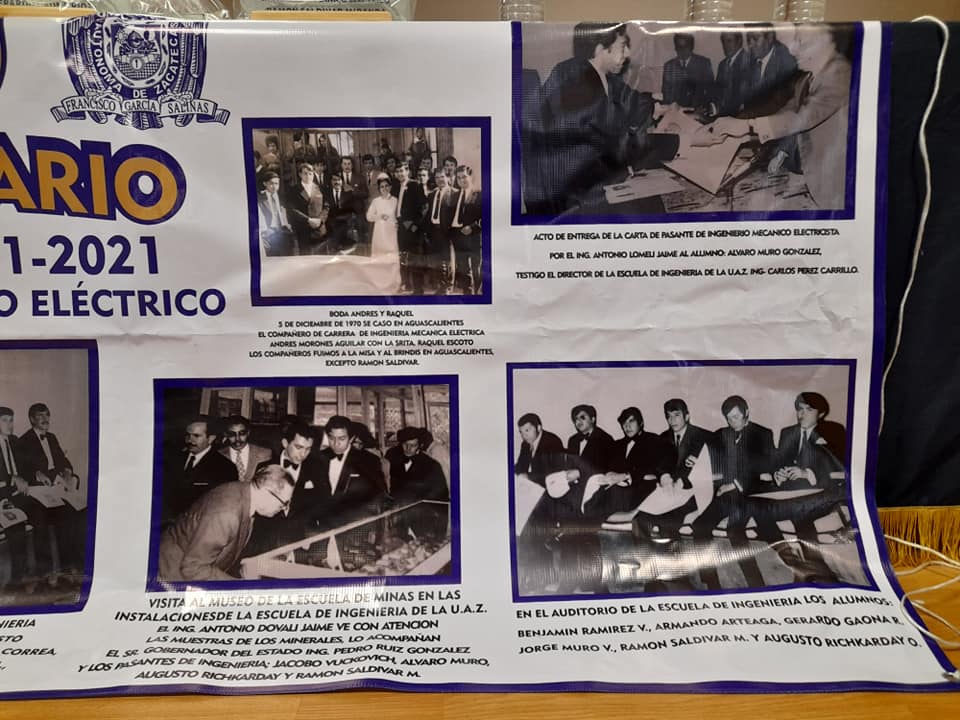 RAMON SALDIVAR MIRANDA
AUTONOMA DE ZACATECAS
FRANCISCO GARCIA SALINAS
ARIO
1-2021
O ELÉCTRICO
BODA ANDRES Y RAQUEL
5 DE DICIEMBRE DE 1970 SE CASO EN AGUASCALIENTES
EL COMPAÑERO DE CARRERA DE INGENIERIA MECANICA ELECTRICA
ANDRES MORONES AGUILAR CON LA SRITA. RAQUEL ESCOTO
LOS COMPAÑEROS FUIMOS A LA MISA Y AL BRINDIS EN AGUASCALIENTES,
EXCEPTO RAMON SALDIVAR.
ACTO DE ENTREGA DE LA CARTA DE PASANTE DE INGENIERIO MECANICO ELECTRICISTA
POR EL ING. ANTONIO LOMELI JAIME AL ALUMNO: ALVARO MURO GONZALEZ,
TESTIGO EL DIRECTOR DE LA ESCUELA DE INGENIERIA DE LA U.A.Z. ING- CARLOS PEREZ CARRILLO.
NIERIA
STO
CORREA,
VISITA AL MUSEO DE LA ESCUELA DE MINAS EN LAS
INSTALACIONESDE LA ESCUELA DE INGENIERIA DE LA U.A.Z.
EL ING. ANTONIO DOVALI JAIME VE CON ATENCION
LAS MUESTRAS DE LOS MINERALES, LO ACOMPAÑAN
EL SR. GOBERNADOR DEL ESTADO ING. PEDRO RUIZ GONZALEZ
Y LOS PASANTES DE INGENIERIA; JACOBO VUCKOVICH, ALVARO MURO,
AUGUSTO RICHKARDAY Y RAMON SALDIVAR M.
EN EL AUDITORIO DE LA ESCUELA DE INGENIERIA LOS ALUMNOS:
BENJAMIN RAMIREZ V., ARMANDO ARTEAGA, GERARDO GAONA R.
JORGE MURO V., RAMON SALDIVAR M. Y AUGUSTO RICHKARDAY O.